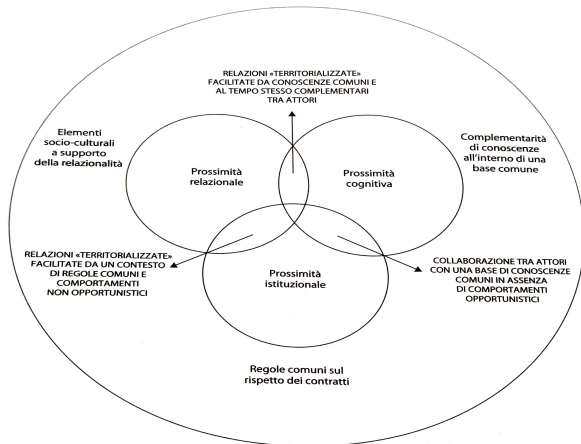 RELAZIONI «TERRITORIALIZZATE»
FACILITATE DA CONOSCENZE COMUNI E
AL TEMPO STESSO COMPLEMENTARI
TRA ATTORI
Elementi
socio-culturali
a supporto
della relazionalità
Complementarità
di conoscenze
all'interno di una
base comune
Prossimità
relazionale
Prossimità
cognitiva
RELAZIONI «TERRITORIALIZZATE»
FACILITATE DA UN CONTESTO
DI REGOLE COMUNI E
COMPORTAMENTI
NON OPPORTUNISTICI
Prossimità
istituzionale
COLLABORAZIONE TRA ATTORI
CON UNA BASE DI CONOSCENZE
COMUNI IN ASSENZA
DI COMPORTAMENTI
OPPORTUNISTICI
Regole comuni sul
rispetto dei contratti